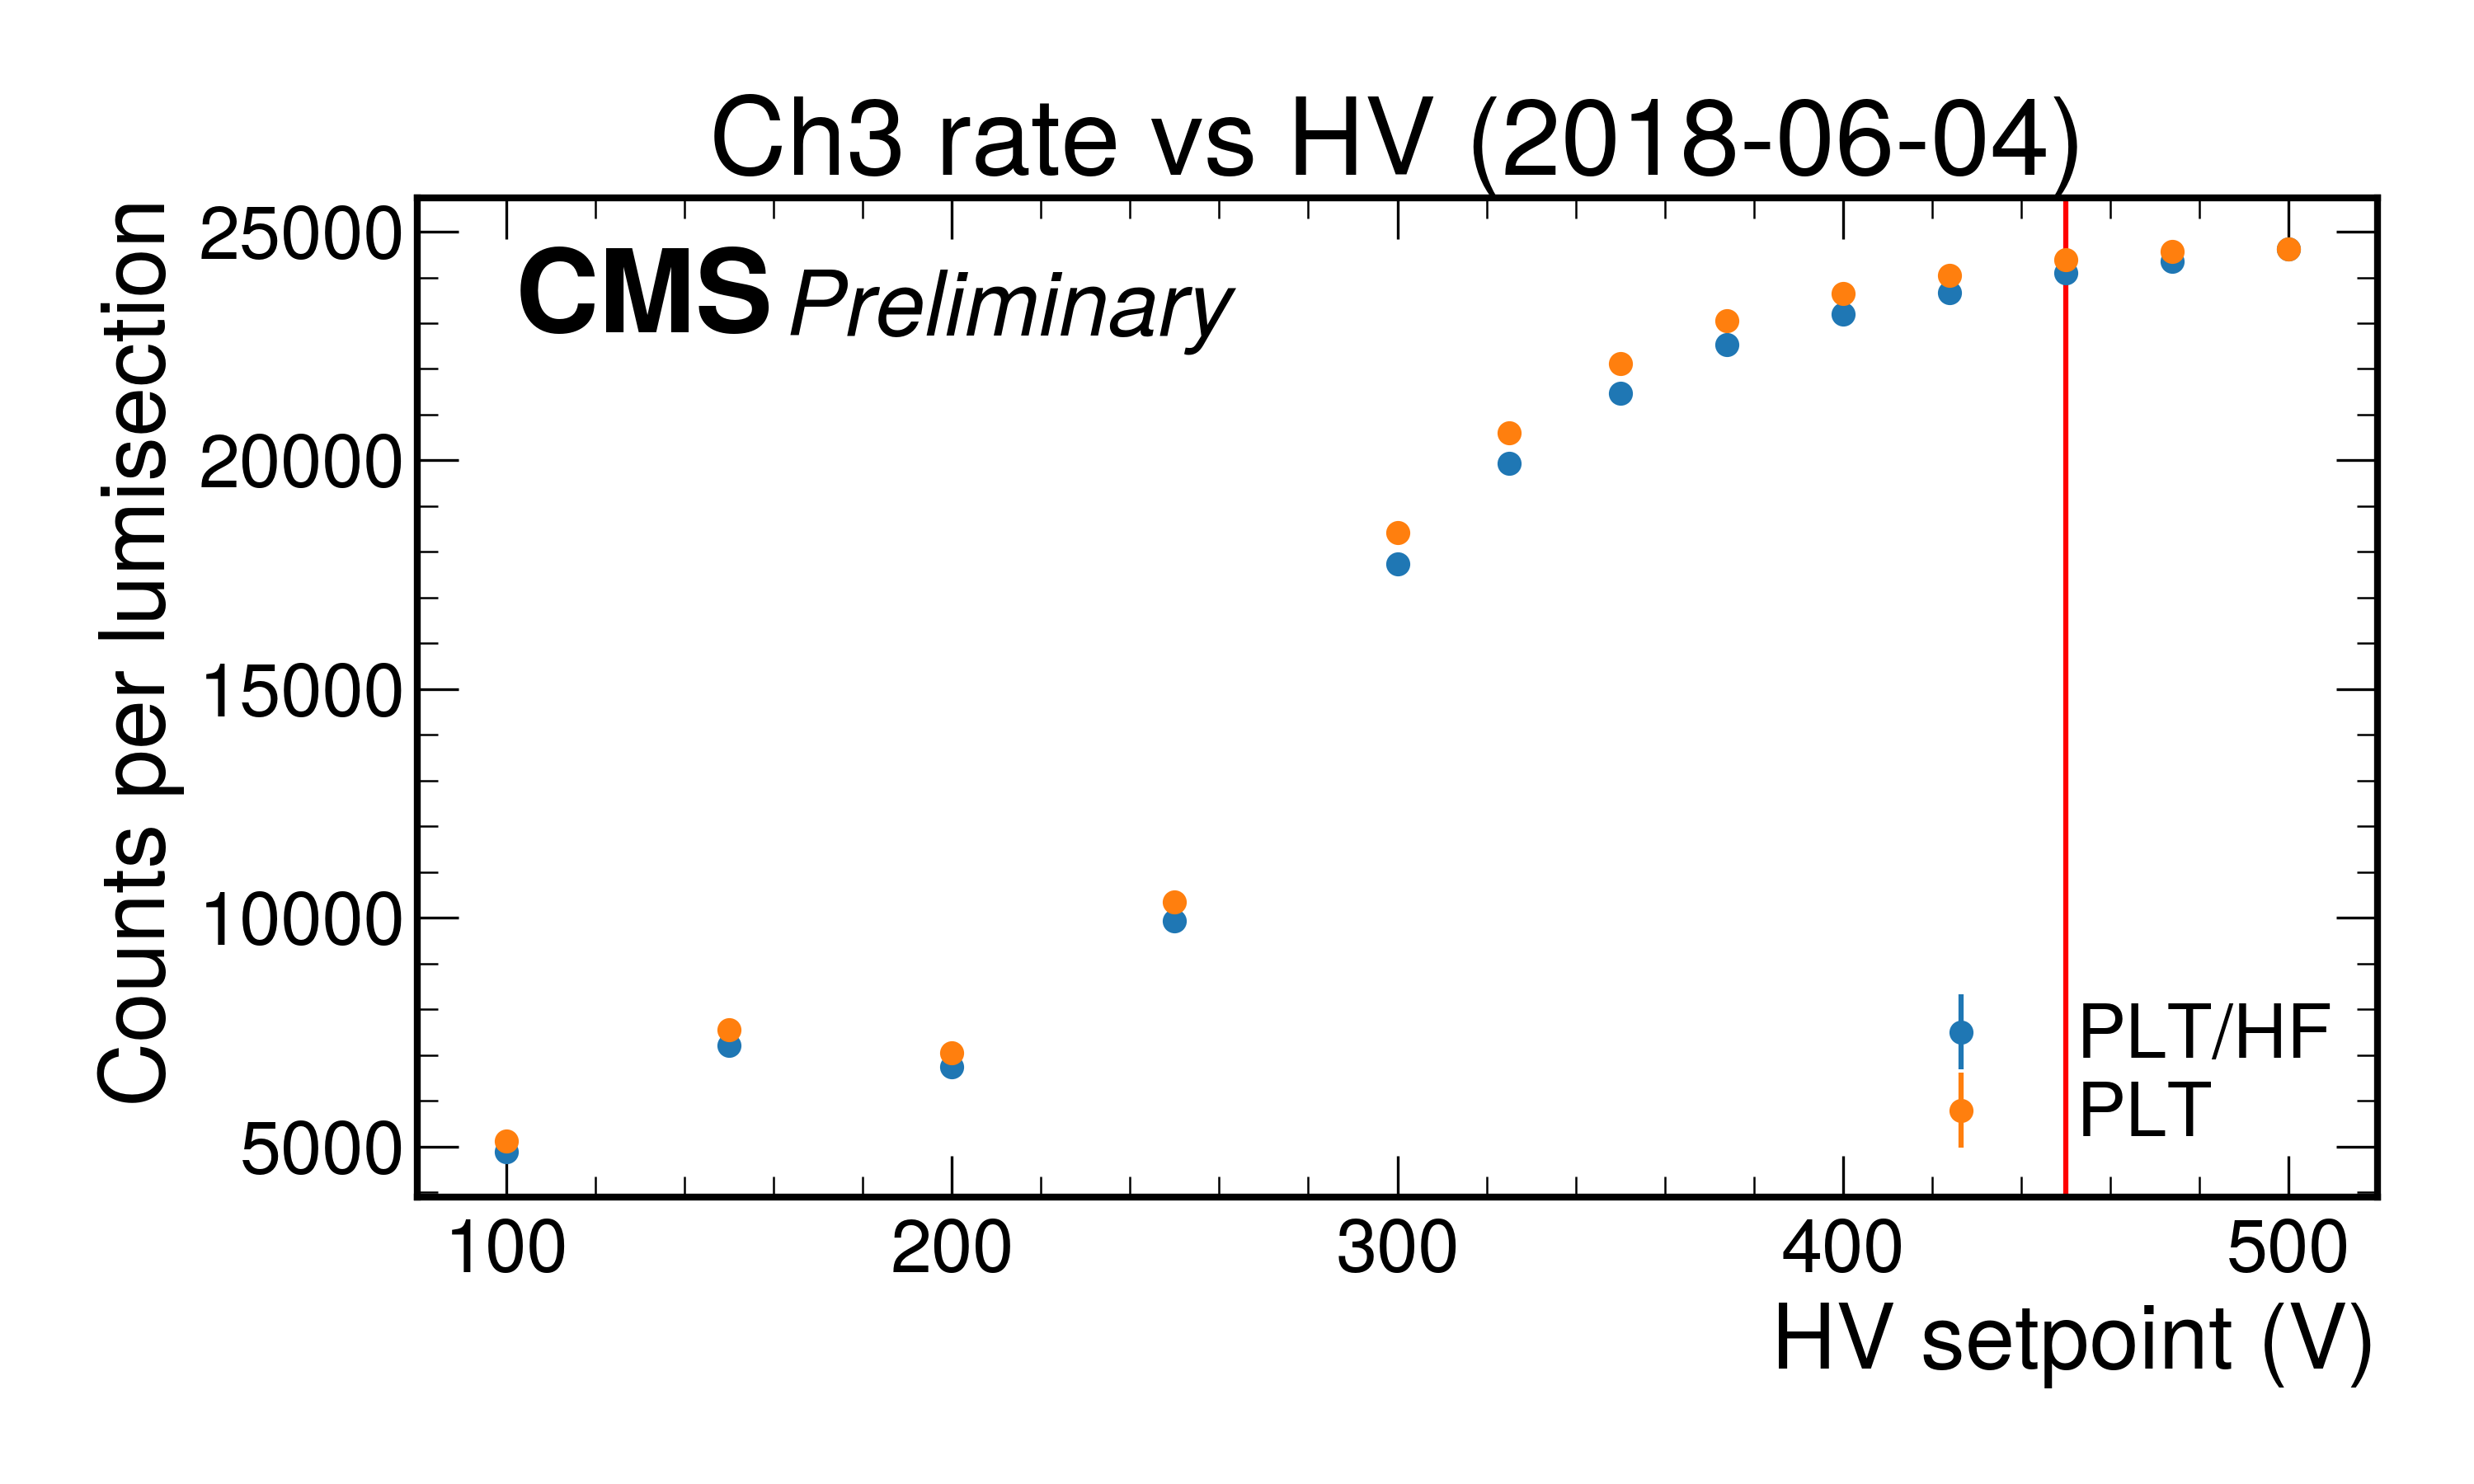 Ch3 rate vs HV (2018-06-04)
CMS Preliminary
Counts per lumisection
25000
20000
15000
10000
5000
PLT/HF
PLT
100 200 300 400 500
HV setpoint (V)